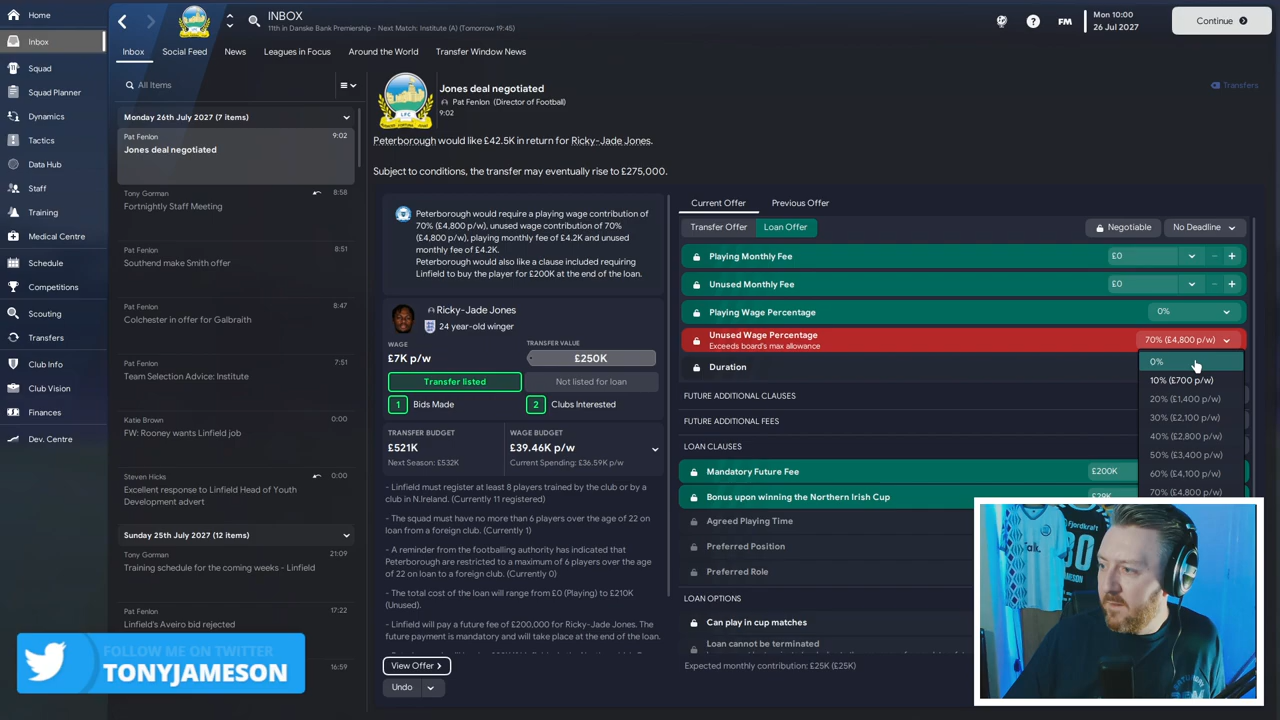 Home
Inbox
Squad
Squad Planner
Dynamics
Tactics
Data Hub
Staff
Training
Medical Centre
Schedule
Competitions
Scouting
Transfers
Club Info
Club Vision
Finances
Dev. Centre
INBOX
11th in Danske Bank Premiership - Next Match: Institute (A) (Tomorrow 19:45)
FM
Mon 10:00
26 Jul 2027
Continue
Inbox
Social Feed
News
Leagues in Focus
Around the World
Transfer Window News
All Items
Monday 26th July 2027 (7 items)
Pat Fenlon
9:02
Jones deal negotiated
Tony Gorman
8:58
Fortnightly Staff Meeting
Pat Fenlon
8:51
Southend make Smith offer
Pat Fenlon
8:47
Colchester in offer for Galbraith
Pat Fenlon
7:51
Team Selection Advice: Institute
Katie Brown
0:00
FW: Rooney wants Linfield job
Steven Hicks
0:00
Excellent response to Linfield Head of Youth
Development advert
Sunday 25th July 2027 (12 items)
Tony Gorman
21:09
Training schedule for the coming weeks - Linfield
Pat Fenlon
17:22
Linfield's Aveiro bid rejected
16:59
FOLLOW ME ON TWITTER
TONYJAMESON
Jones deal negotiated
Pat Fenlon (Director of Football)
9:02
Transfers
Peterborough would like £42.5K in return for Ricky-Jade Jones.
Subject to conditions, the transfer may eventually rise to £275,000.
Peterborough would require a playing wage contribution of
70% (£4,800 p/w), unused wage contribution of 70%
(£4,800 p/w), playing monthly fee of £4.2K and unused
monthly fee of £4.2K.
Peterborough would also like a clause included requiring
Linfield to buy the player for £200K at the end of the loan.
Ricky-Jade Jones
24 year-old winger
WAGE
£7K p/w
TRANSFER VALUE
£250K
Transfer listed
Not listed for loan
1 Bids Made
2 Clubs Interested
TRANSFER BUDGET
£521K
Next Season: £532K
WAGE BUDGET
£39.46K p/w
Current Spending: £36.59K p/w
- Linfield must register at least 8 players trained by the club or by a
club in N.Ireland. (Currently 11 registered)
- The squad must have no more than 6 players over the age of 22 on
loan from a foreign club. (Currently 1)
- A reminder from the footballing authority has indicated that
Peterborough are restricted to a maximum of 6 players over the age
of 22 on loan to a foreign club. (Currently 0)
- The total cost of the loan will range from £0 (Playing) to £210K
(Unused).
- Linfield will pay a future fee of £200,000 for Ricky-Jade Jones. The
future payment is mandatory and will take place at the end of the loan.
View Offer
Undo
Current Offer
Previous Offer
Transfer Offer
Loan Offer
Negotiable
No Deadline
Playing Monthly Fee
£0
Unused Monthly Fee
£0
Playing Wage Percentage
0%
Unused Wage Percentage
Exceeds board's max allowance
70% (£4,800 p/w)
0%
10% (£700 p/w)
20% (£1,400 p/w)
30% (£2,100 p/w)
40% (£2,800 p/w)
50% (£3,400 p/w)
60% (£4,100 p/w)
70% (£4,800 p/w)
Duration
FUTURE ADDITIONAL CLAUSES
FUTURE ADDITIONAL FEES
LOAN CLAUSES
Mandatory Future Fee
£200K
Bonus upon winning the Northern Irish Cup
Agreed Playing Time
Preferred Position
Preferred Role
LOAN OPTIONS
Can play in cup matches
Loan cannot be terminated
Expected monthly contribution: £25K (£25K)